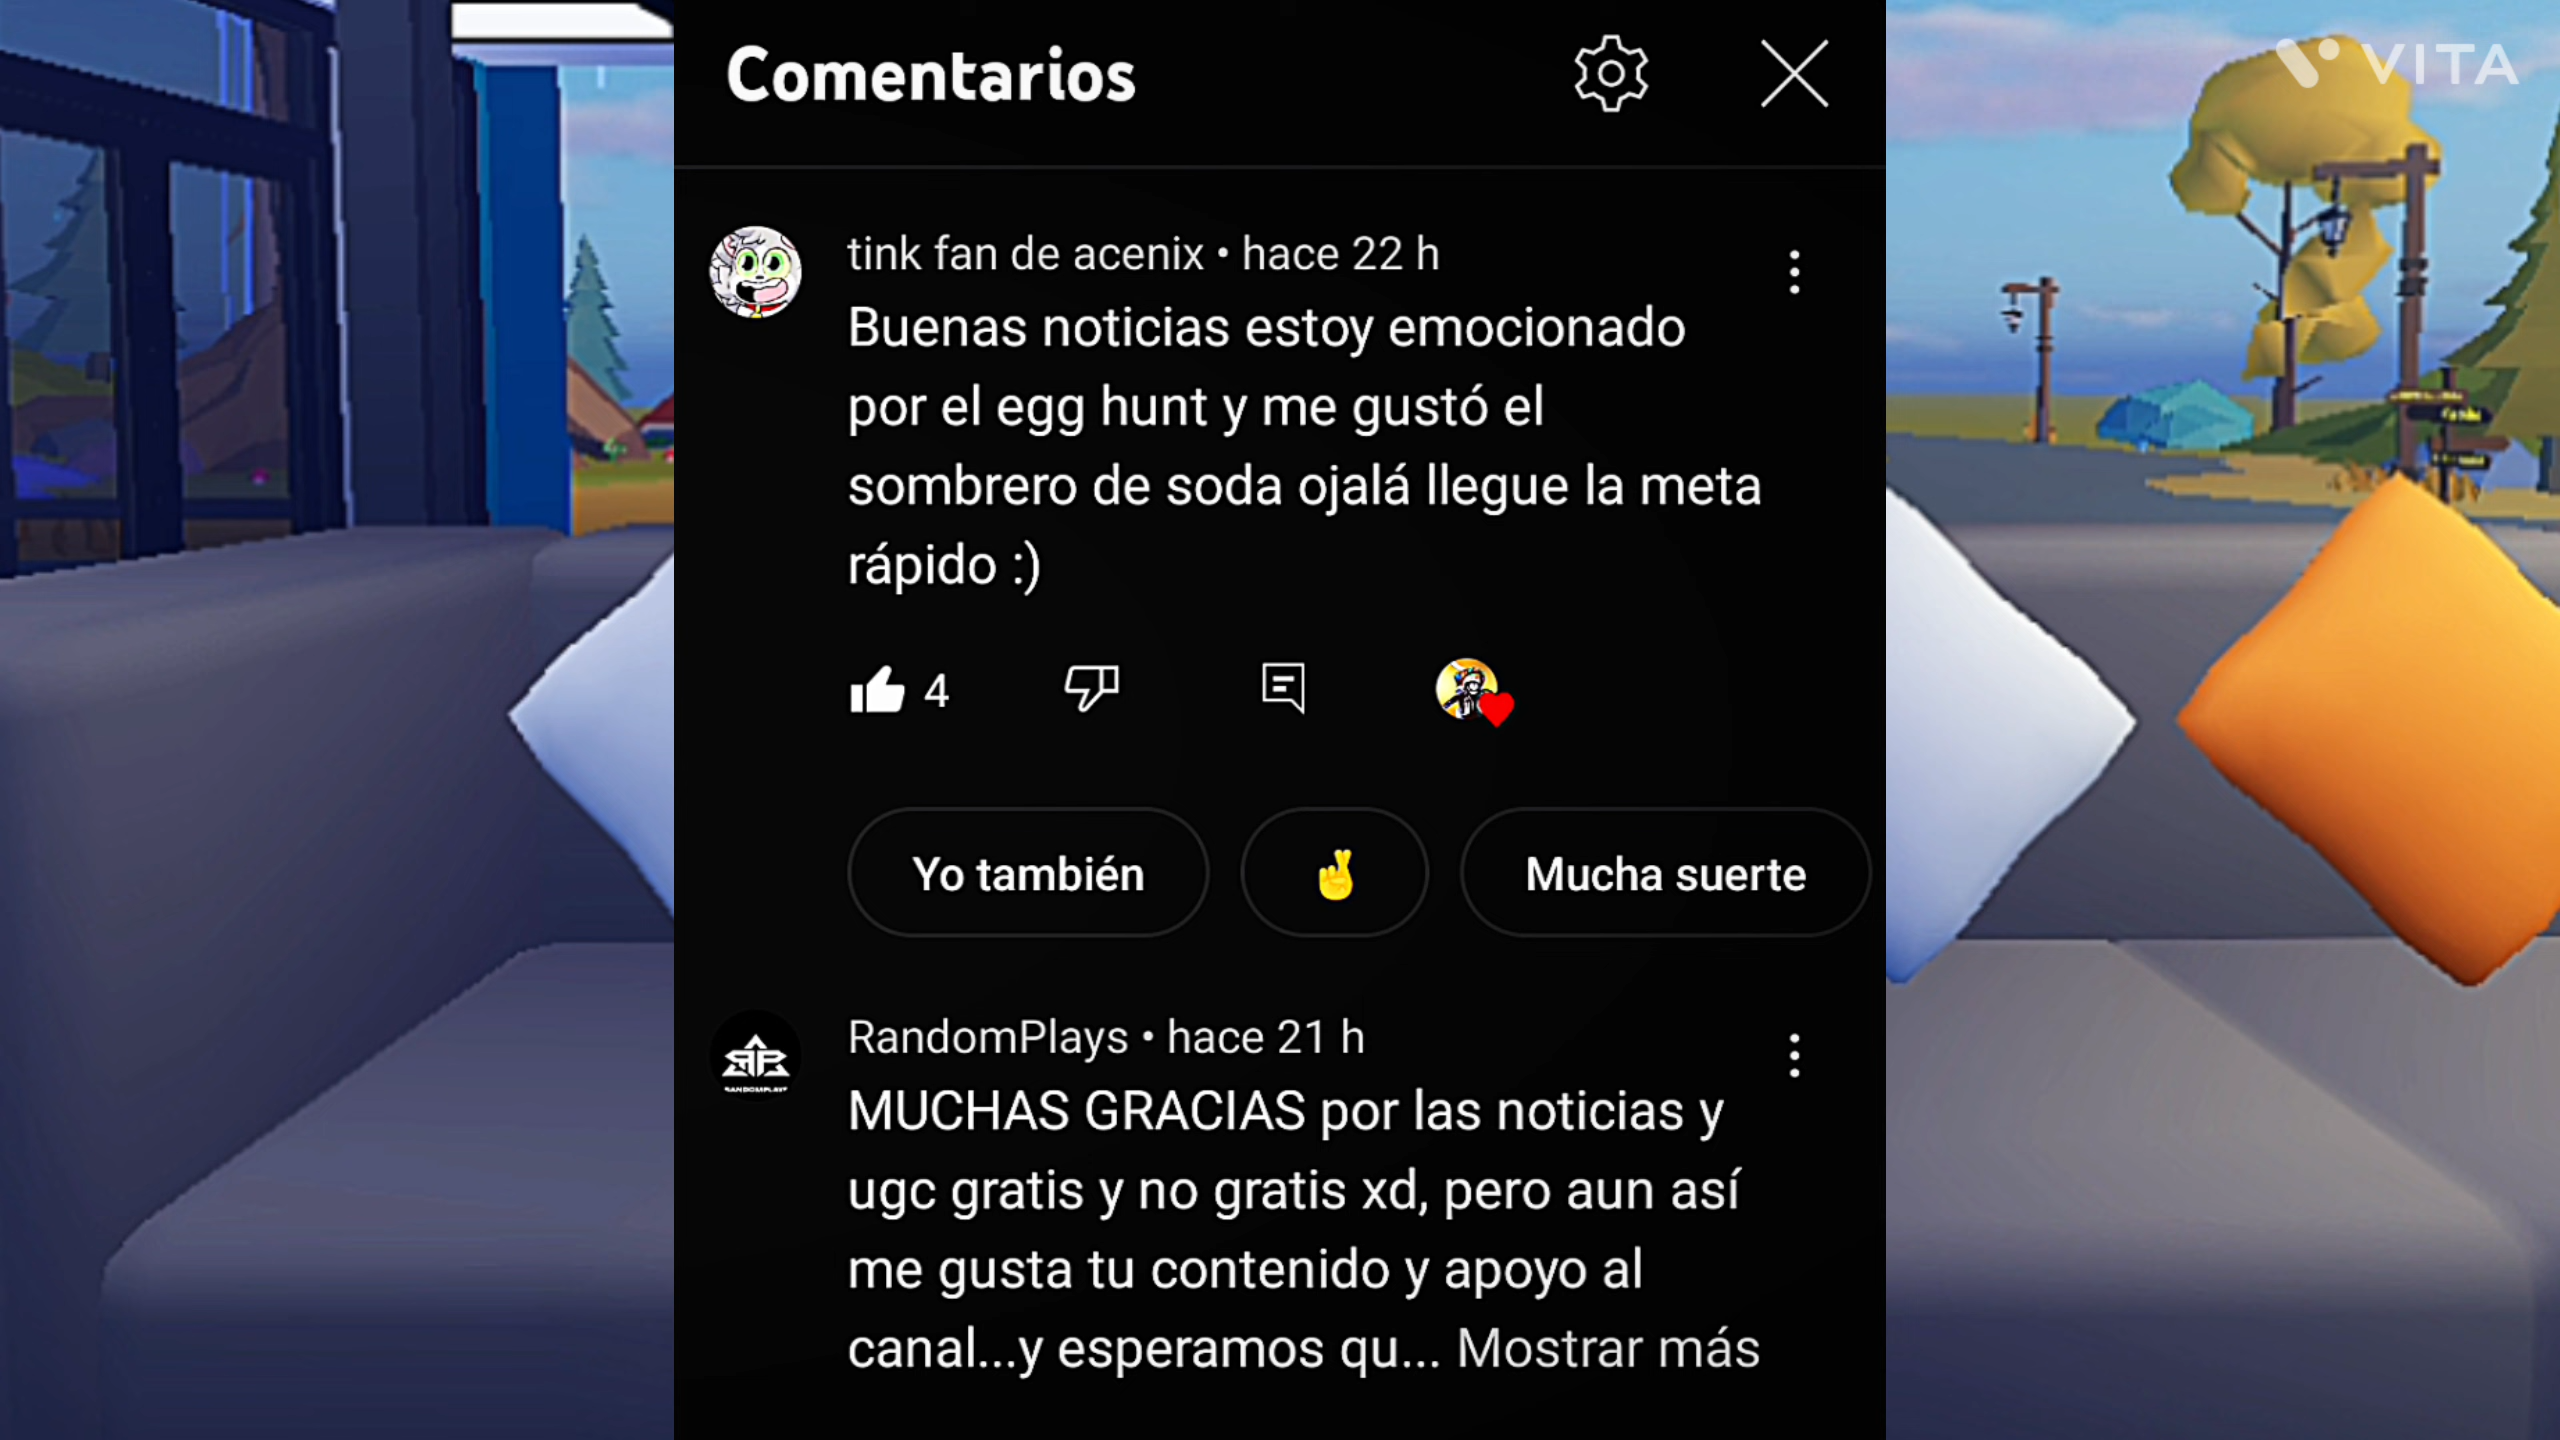 Comentarios
VITA
tink fan de acenix • hace 22 h
Buenas noticias estoy emocionado
por el egg hunt y me gustó el
sombrero de soda ojalá llegue la meta
rápido :)
4
Yo también
🤞
Mucha suerte
RandomPlays • hace 21 h
RANDOMPLAYS
MUCHAS GRACIAS por las noticias y
ugc gratis y no gratis xd, pero aun así
me gusta tu contenido y apoyo al
canal...y esperamos qu... Mostrar más